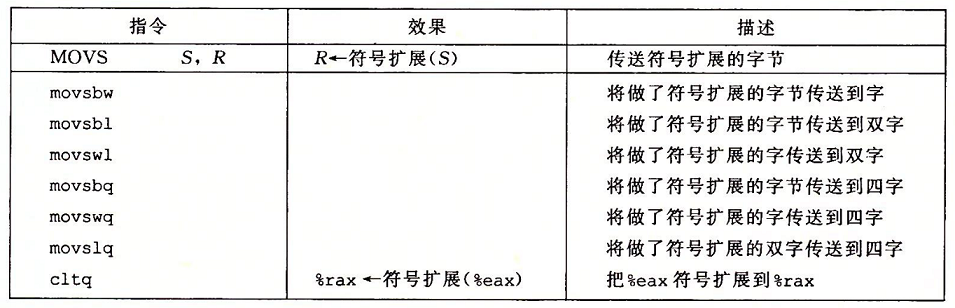 指令 效果 描述
MOVS S, R R←符号扩展(S) 传送符号扩展的字节
movsbw 将做了符号扩展的字节传送到字
movsbl 将做了符号扩展的字节传送到双字
movswl 将做了符号扩展的字传送到双字
movsbq 将做了符号扩展的字节传送到四字
movswq 将做了符号扩展的字传送到四字
movslq 将做了符号扩展的双字传送到四字
cltq %rax←符号扩展(%eax) 把%eax符号扩展到%rax